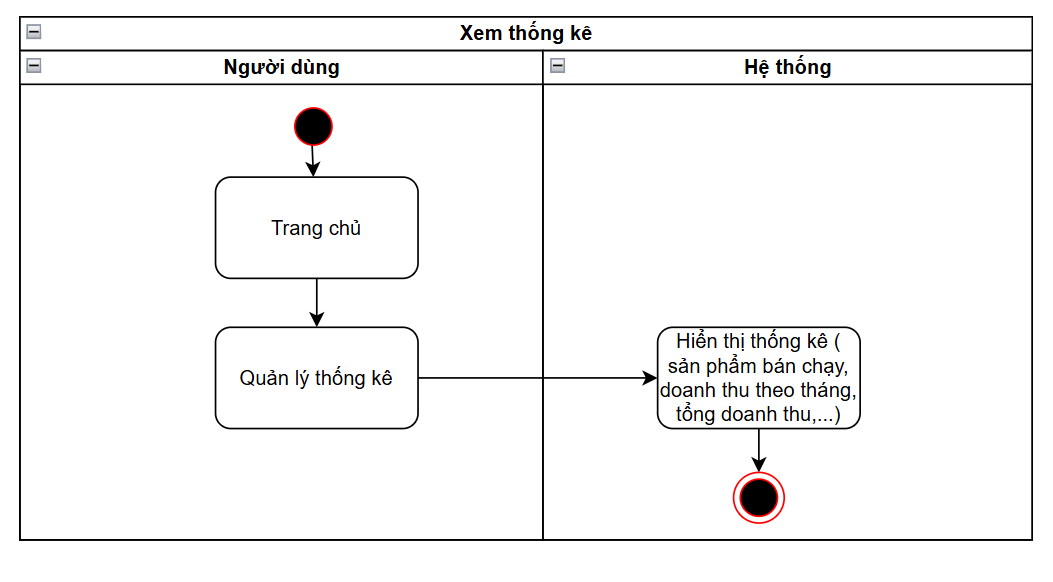 Xem thống kê
Người dùng
Hệ thống
Trang chủ
Quản lý thống kê
Hiển thị thống kê (
sản phẩm bán chạy,
doanh thu theo tháng,
tổng doanh thu,...)